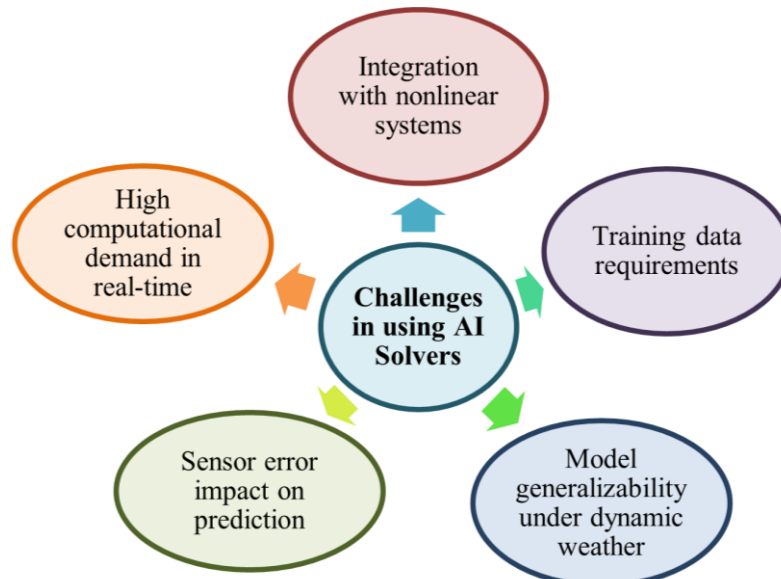 Integration
with nonlinear
systems
High
computational
demand in
real-time
Training data
requirements
Challenges
in using AI
Solvers
Sensor error
impact on
prediction
Model
generalizability
under dynamic
weather